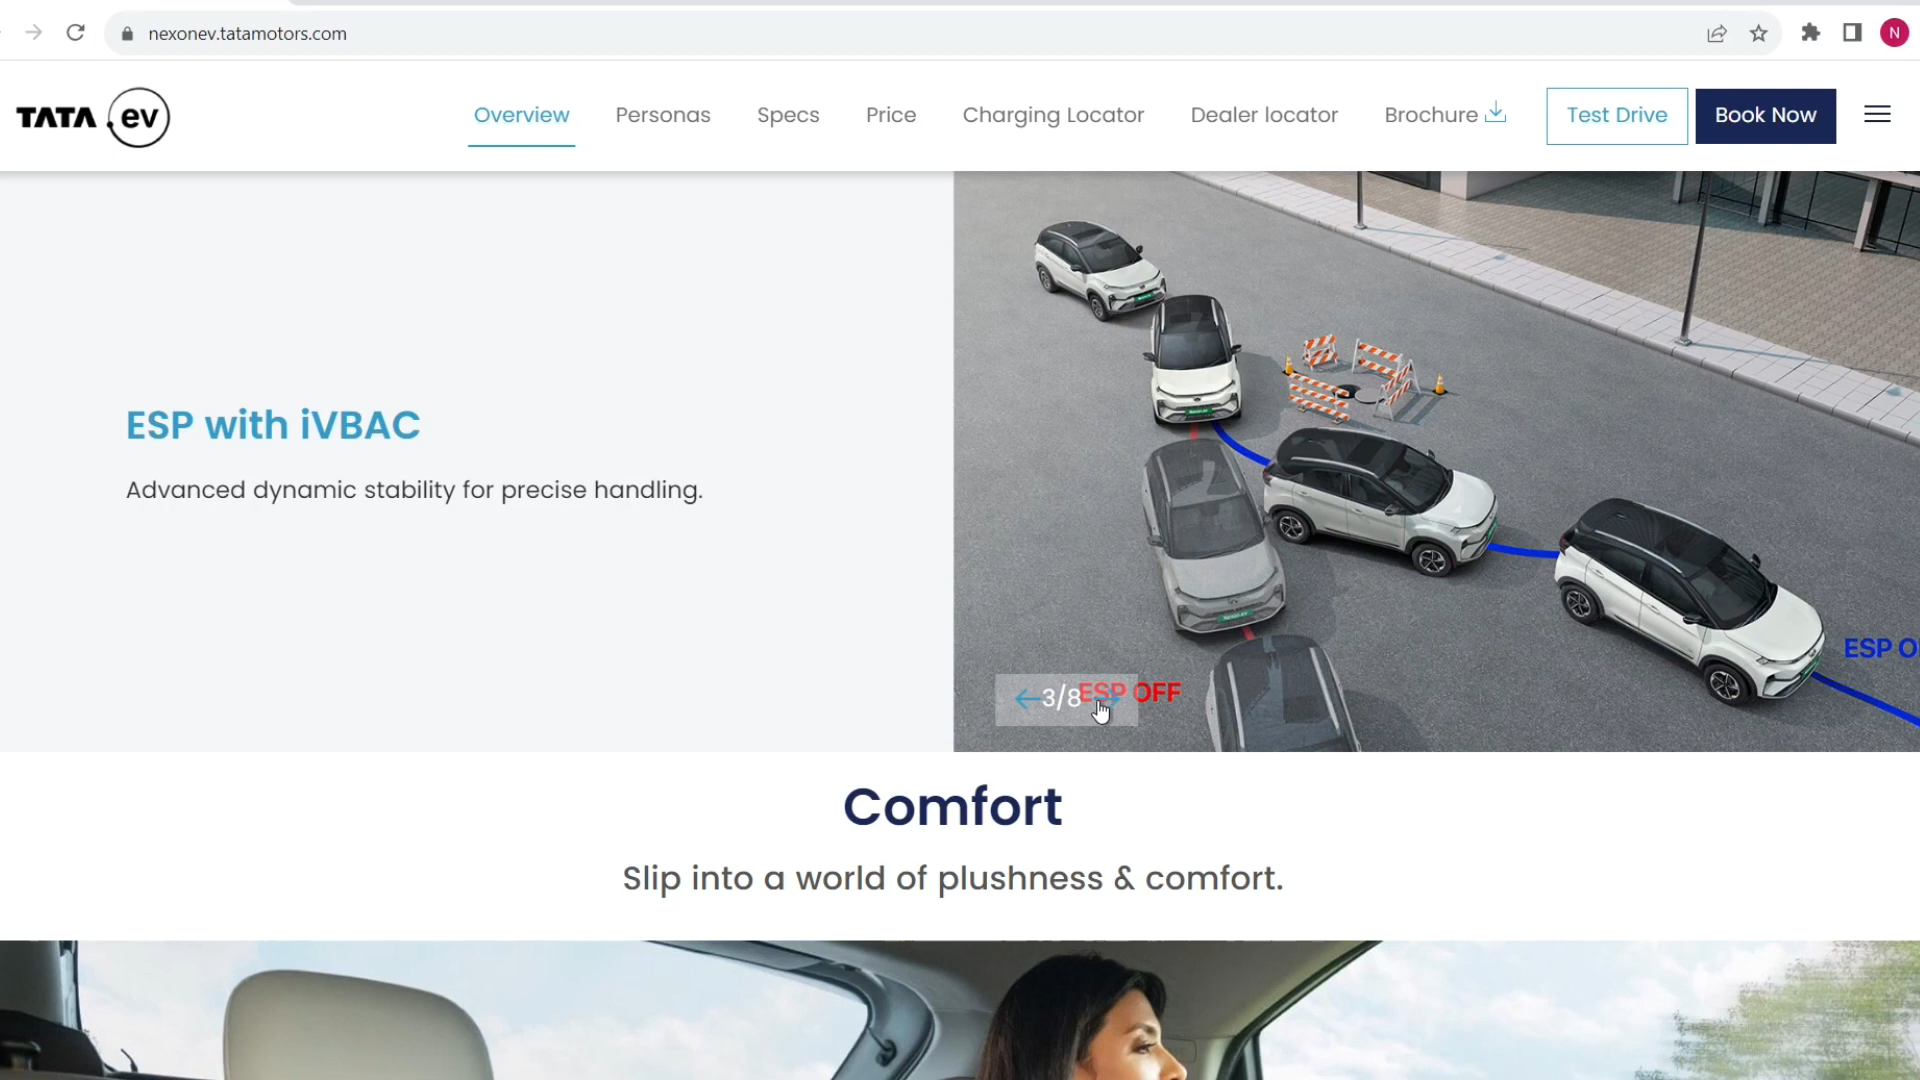 nexonev.tatamotors.com
N
TATA .ev
Overview
Personas
Specs
Price
Charging Locator
Dealer locator
Brochure
Test Drive
Book Now
ESP with iVBAC
Advanced dynamic stability for precise handling.
ESP O
3/8
ESP OFF
Comfort
Slip into a world of plushness & comfort.